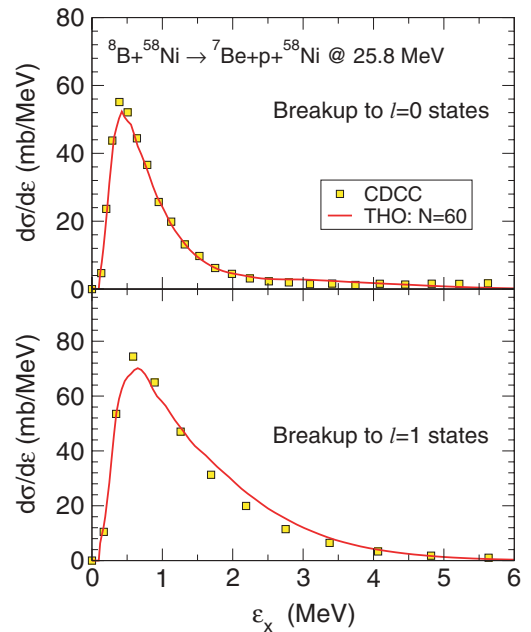 ⁸B+⁵⁸Ni → ⁷Be+p+⁵⁸Ni @ 25.8 MeV
Breakup to l=0 states
CDCC
THO: N=60
dσ/dε (mb/MeV)
80
60
40
20
0
Breakup to l=1 states
dσ/dε (mb/MeV)
80
60
40
20
0
0 1 2 3 4 5 6
εₓ (MeV)